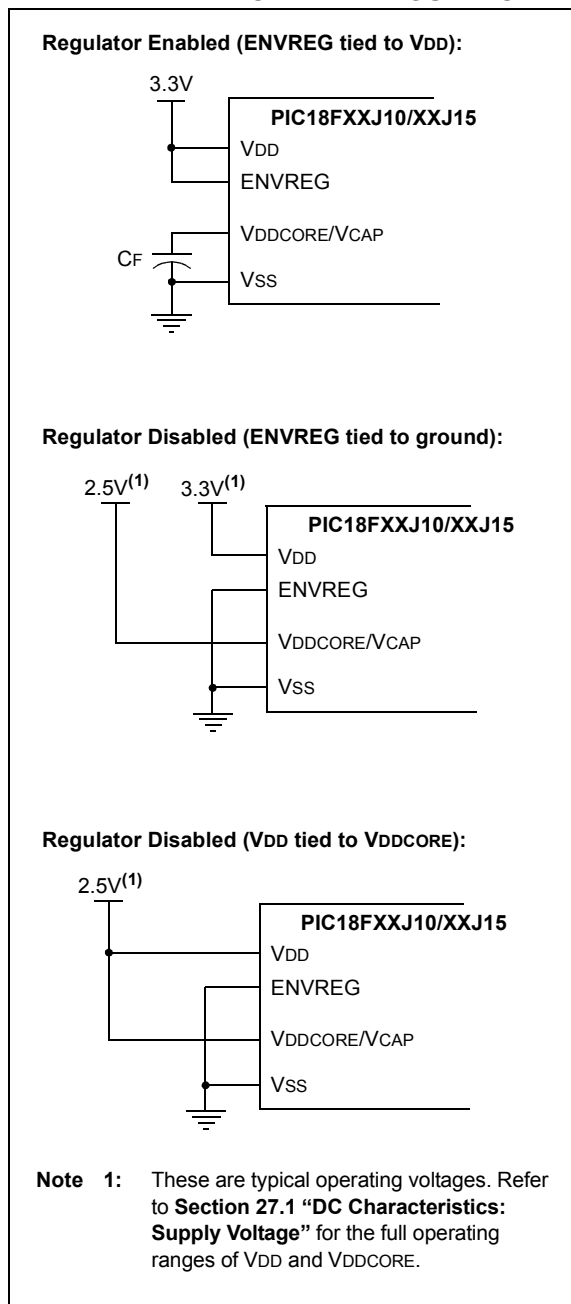 Regulator Enabled (ENVREG tied to VDD):
3.3V
PIC18FXXJ10/XXJ15
VDD
ENVREG
VDDCORE/VCAP
CF
VSS
Regulator Disabled (ENVREG tied to ground):
2.5V(1) 3.3V(1)
PIC18FXXJ10/XXJ15
VDD
ENVREG
VDDCORE/VCAP
VSS
Regulator Disabled (VDD tied to VDDCORE):
2.5V(1)
PIC18FXXJ10/XXJ15
VDD
ENVREG
VDDCORE/VCAP
VSS
Note 1: These are typical operating voltages. Refer
to Section 27.1 “DC Characteristics:
Supply Voltage” for the full operating
ranges of VDD and VDDCORE.